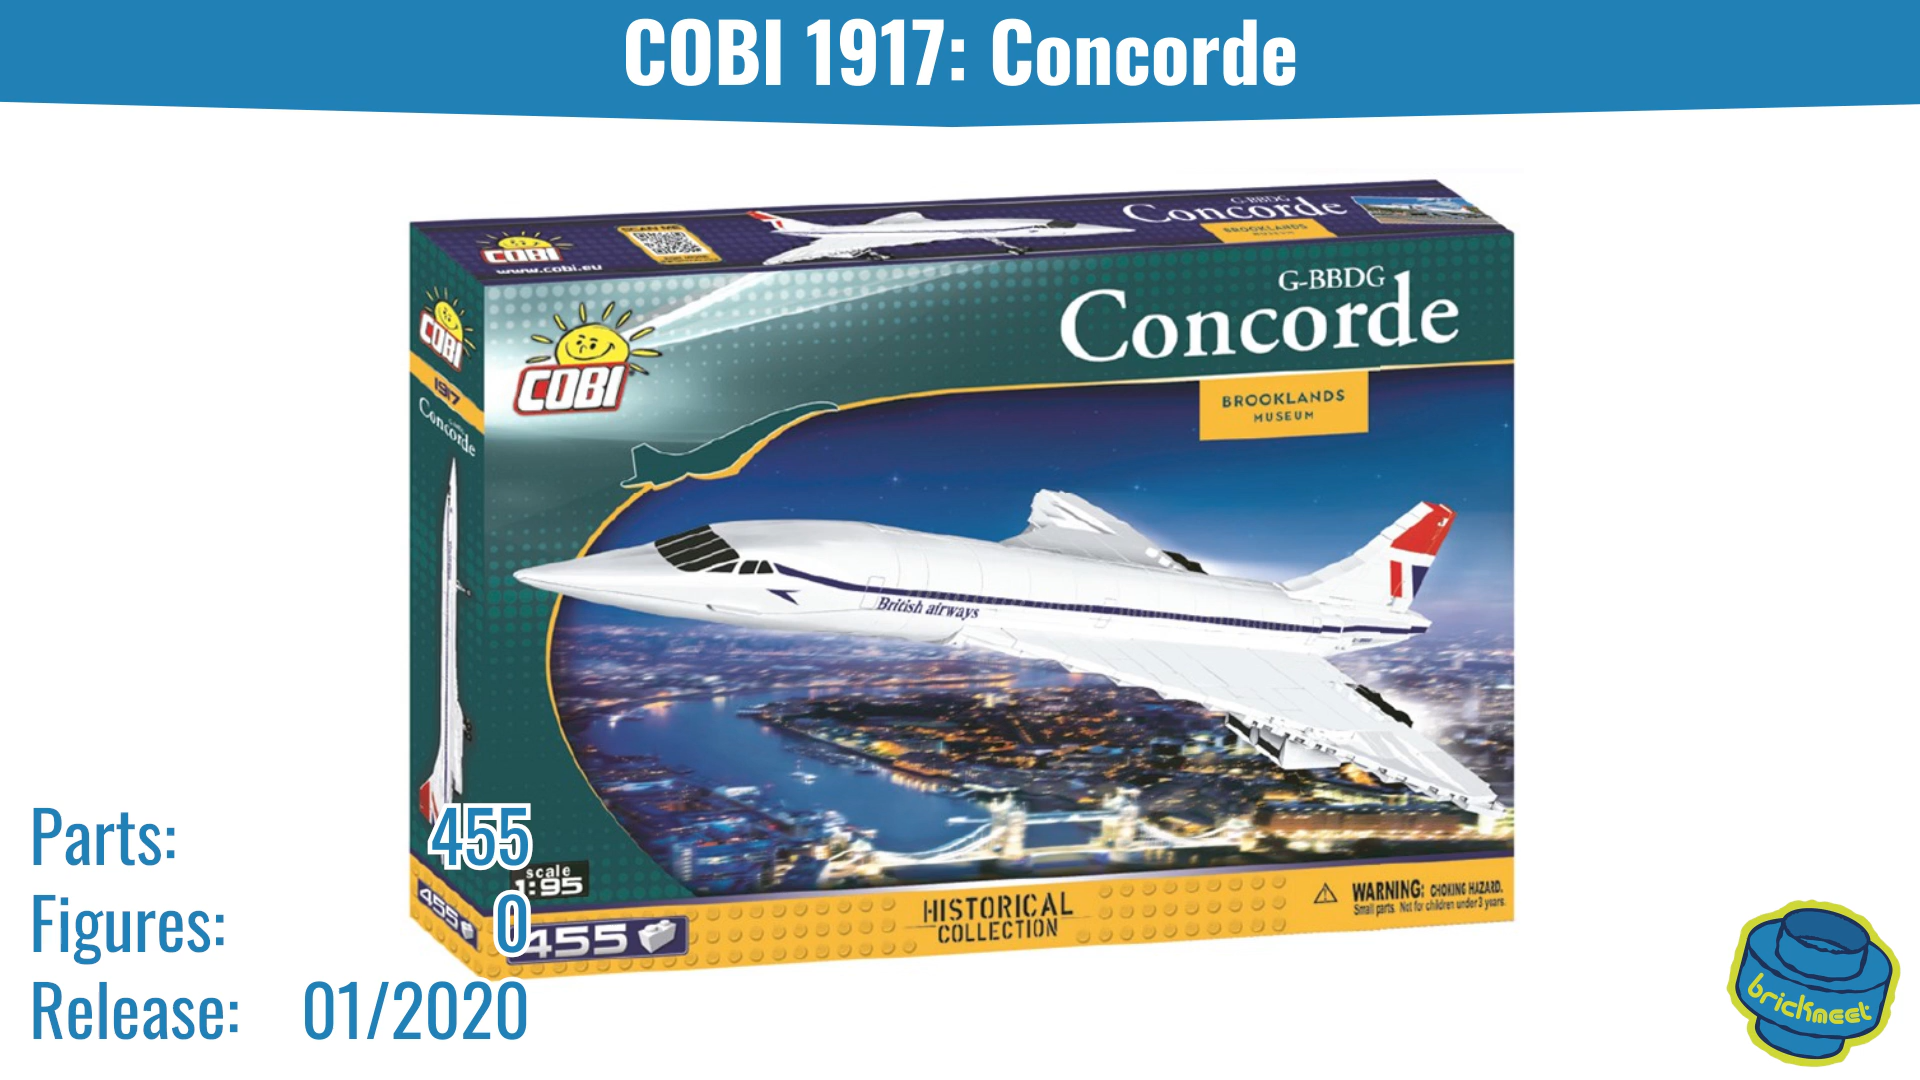 COBI 1917: Concorde
COBI
www.cobi.eu
SCAN ME
G-BBDG
Concorde
BROOKLANDS
MUSEUM
COBI
1917
Concorde
COBI
G-BBDG
Concorde
BROOKLANDS
MUSEUM
British airways
scale
1:95
455
455
HISTORICAL
COLLECTION
WARNING: CHOKING HAZARD.
Small parts. Not for children under 3 years.
Parts: 455
Figures: 0
Release: 01/2020
brickmeet